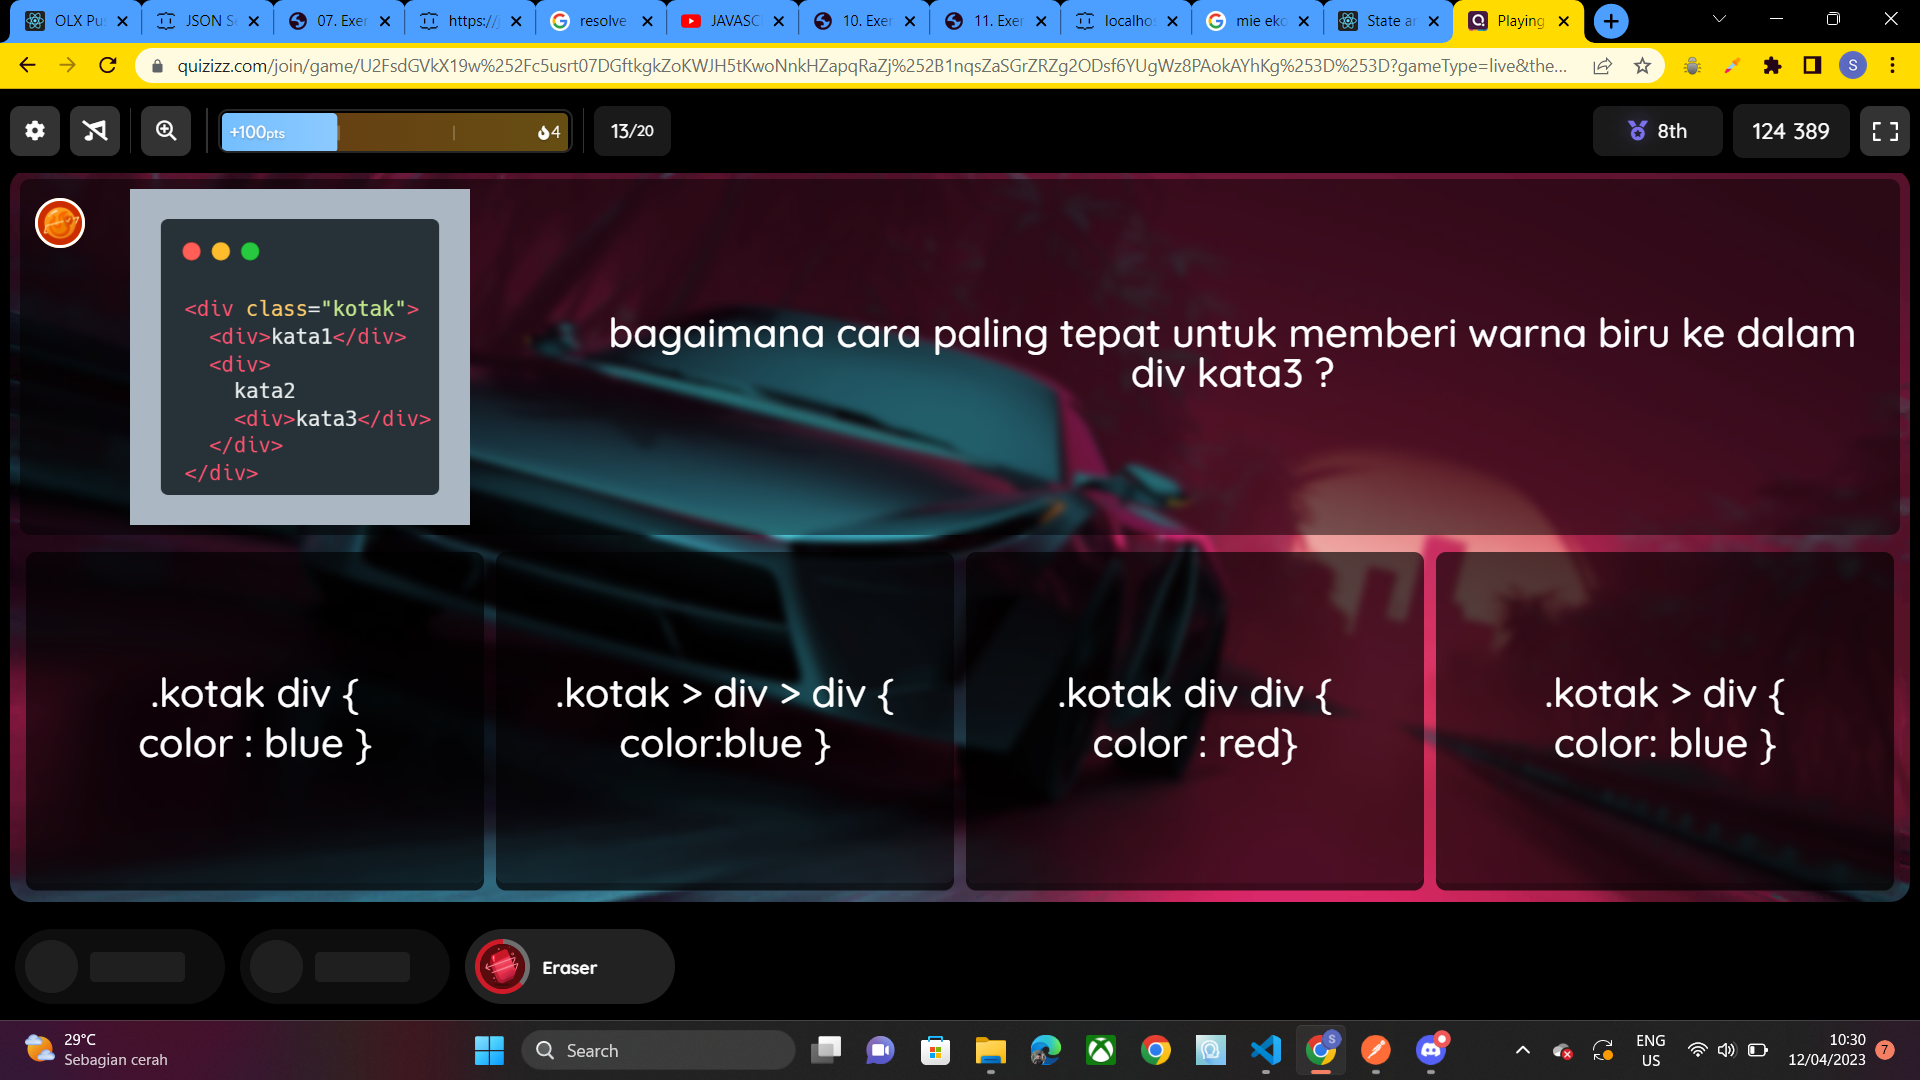 OLX Pu
JSON Se
07. Exer
https://j
resolve
JAVASC
10. Exer
11. Exer
localhos
mie eko
State an
Playing
quizizz.com/join/game/U2FsdGVkX19w%252Fc5usrt07DGftkgkZoKWJH5tKwoNnkHZapqRaZj%252B1nqsZaSGrZRZg2ODsf6YUgWz8PAokAYhKg%253D%253D?gameType=live&the...
S
+100pts
4
13/20
8th
124 389
<div class="kotak">
<div>kata1</div>
<div>
kata2
<div>kata3</div>
</div>
</div>
bagaimana cara paling tepat untuk memberi warna biru ke dalam
div kata3 ?
.kotak div {
color : blue }
.kotak > div > div {
color:blue }
.kotak div div {
color : red}
.kotak > div {
color: blue }
Eraser
29°C
Sebagian cerah
Search
S
ENG
US
10:30
12/04/2023
7